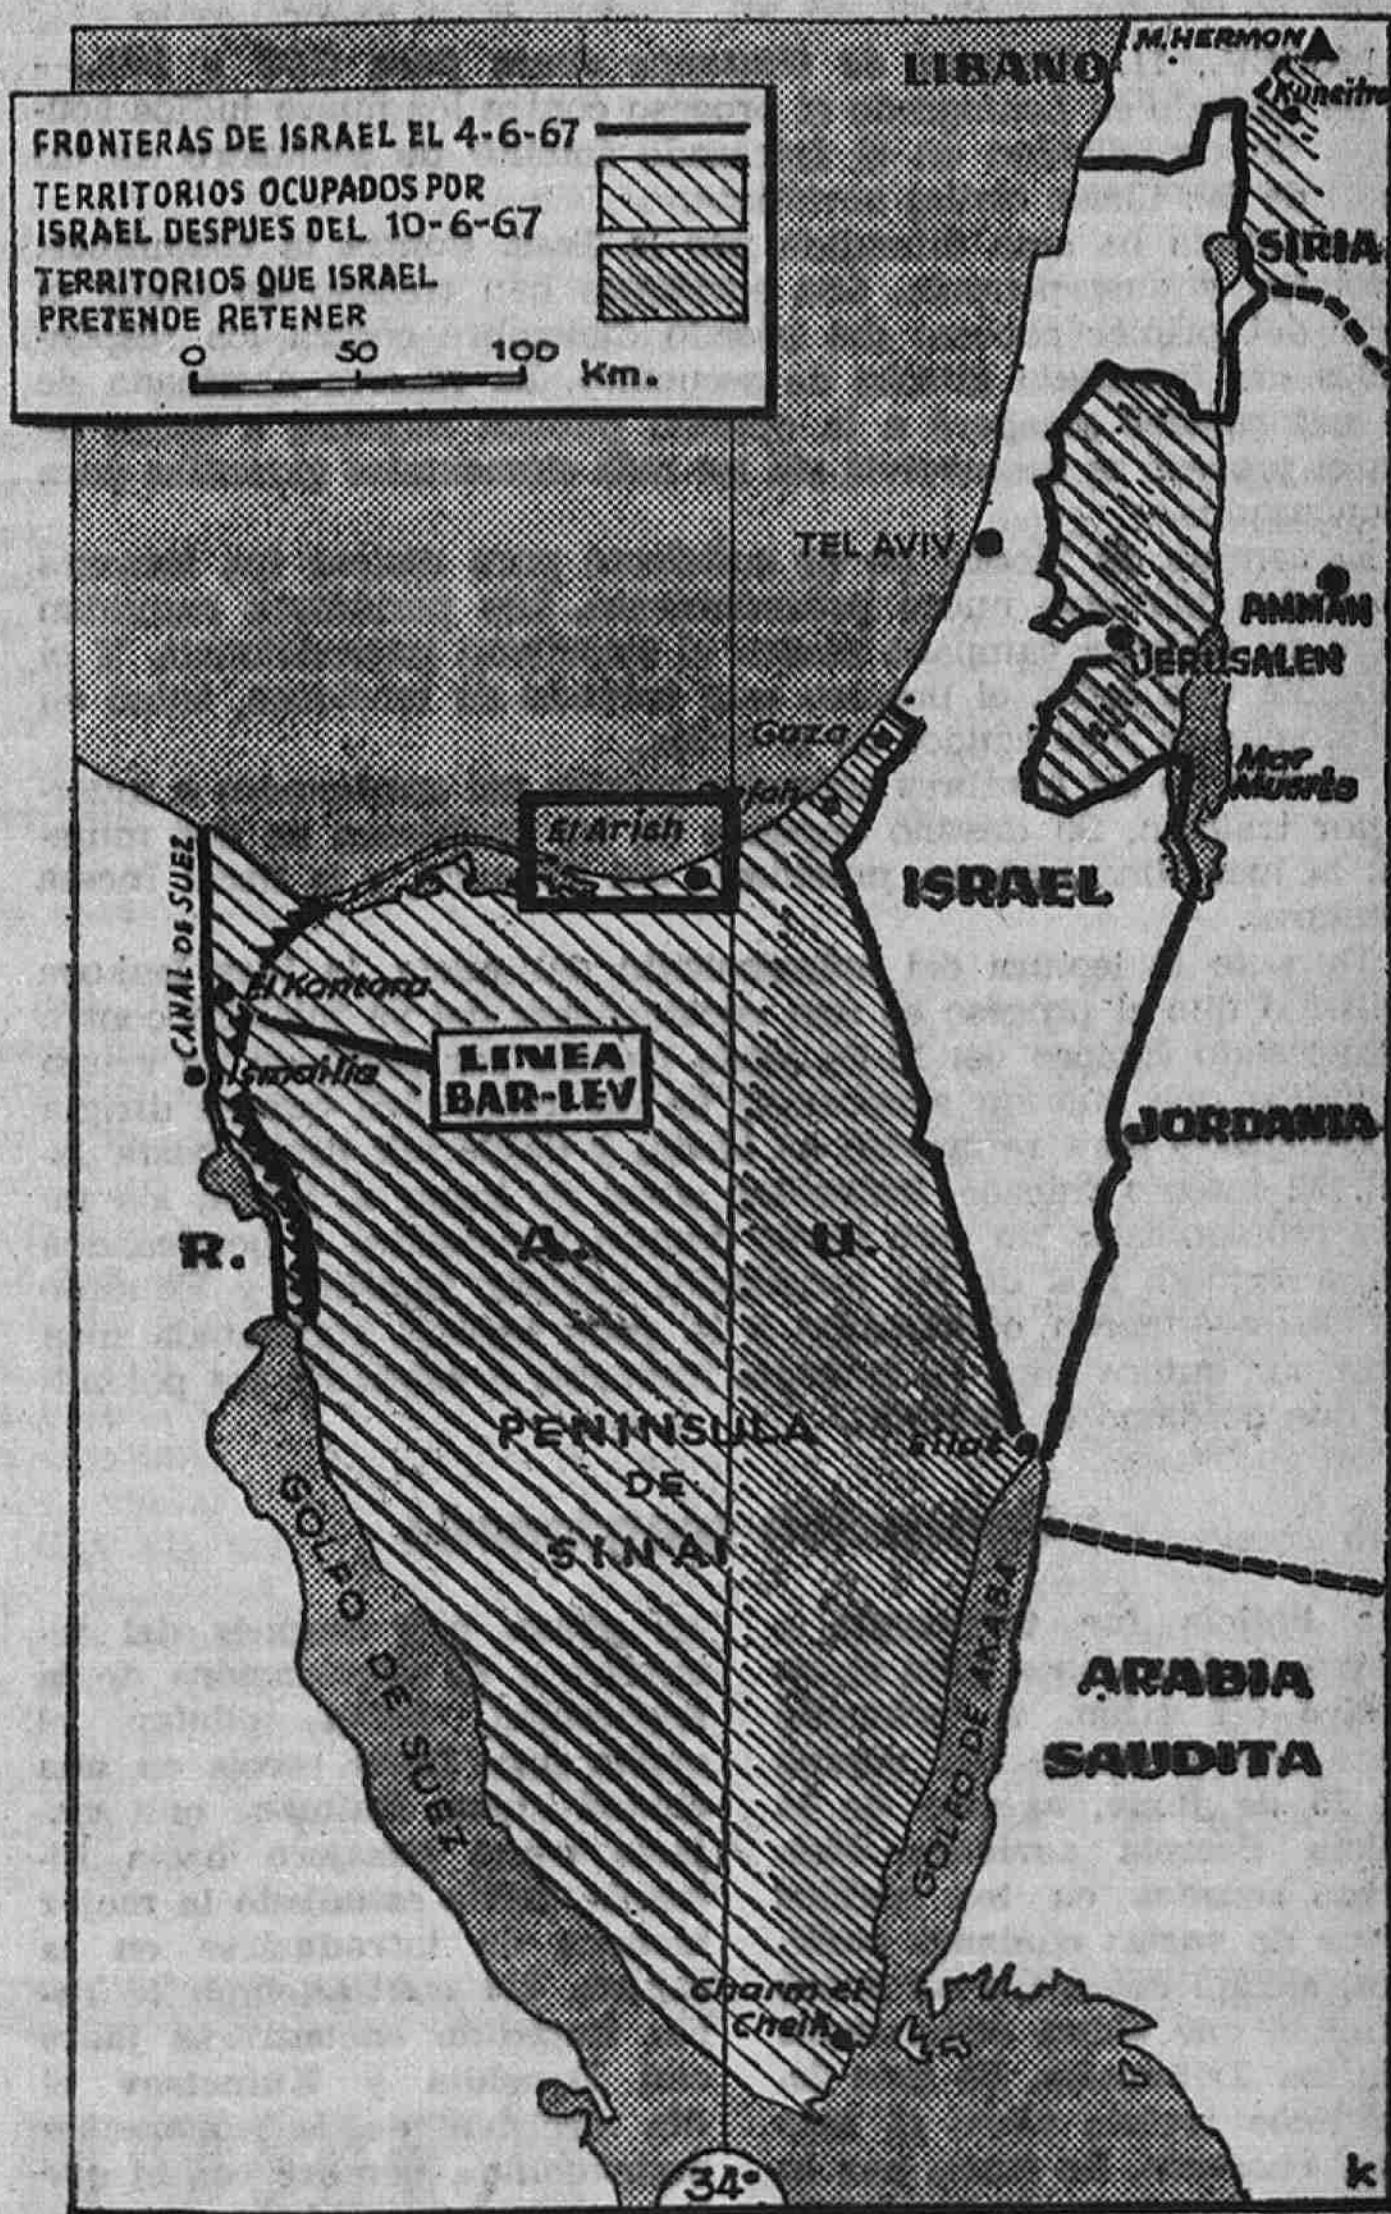 LIBANO
M. HERMON
Kuneitra
FRONTERAS DE ISRAEL EL 4-6-67
TERRITORIOS OCUPADOS POR
ISRAEL DESPUES DEL 10-6-67
TERRITORIOS QUE ISRAEL
PRETENDE RETENER
0 50 100
Km.
SIRIA
TEL AVIV
AMMAN
JERUSALEN
Gaza
Mar
Muerto
El Arish
CANAL DE SUEZ
ISRAEL
El Kantara
LINEA
BAR-LEV
Ismailia
JORDANIA
R. A. U.
PENINSULA
DE
SINAI
Eilat
GOLFO DE SUEZ
GOLFO DE AKABA
ARABIA
SAUDITA
Charm el
Cheik
34°
k